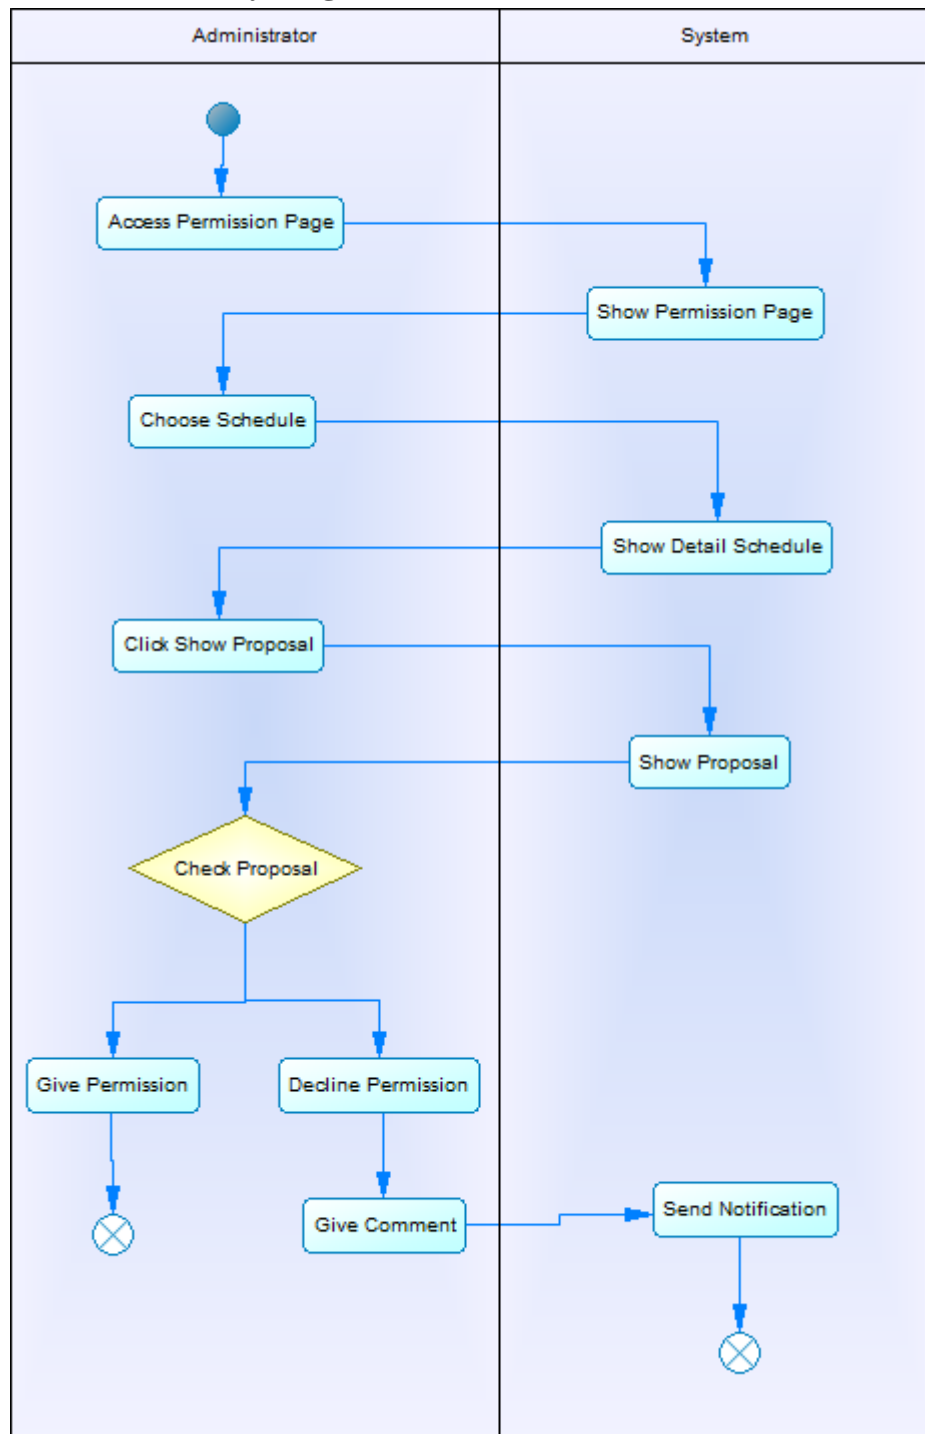 Administrator
System
Access Permission Page
Show Permission Page
Choose Schedule
Show Detail Schedule
Click Show Proposal
Show Proposal
Check Proposal
Give Permission
Decline Permission
Give Comment
Send Notification